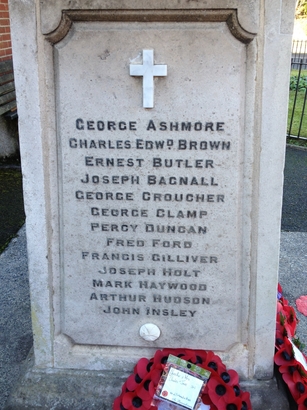 GEORGE ASHMORE
CHARLES EDWD. BROWN
ERNEST BUTLER
JOSEPH BAGNALL
GEORGE CROUCHER
GEORGE CLAMP
PERCY DUNCAN
FRED FORD
FRANCIS GILLIVER
JOSEPH HOLT
MARK HAYWOOD
ARTHUR HUDSON
JOHN INSLEY